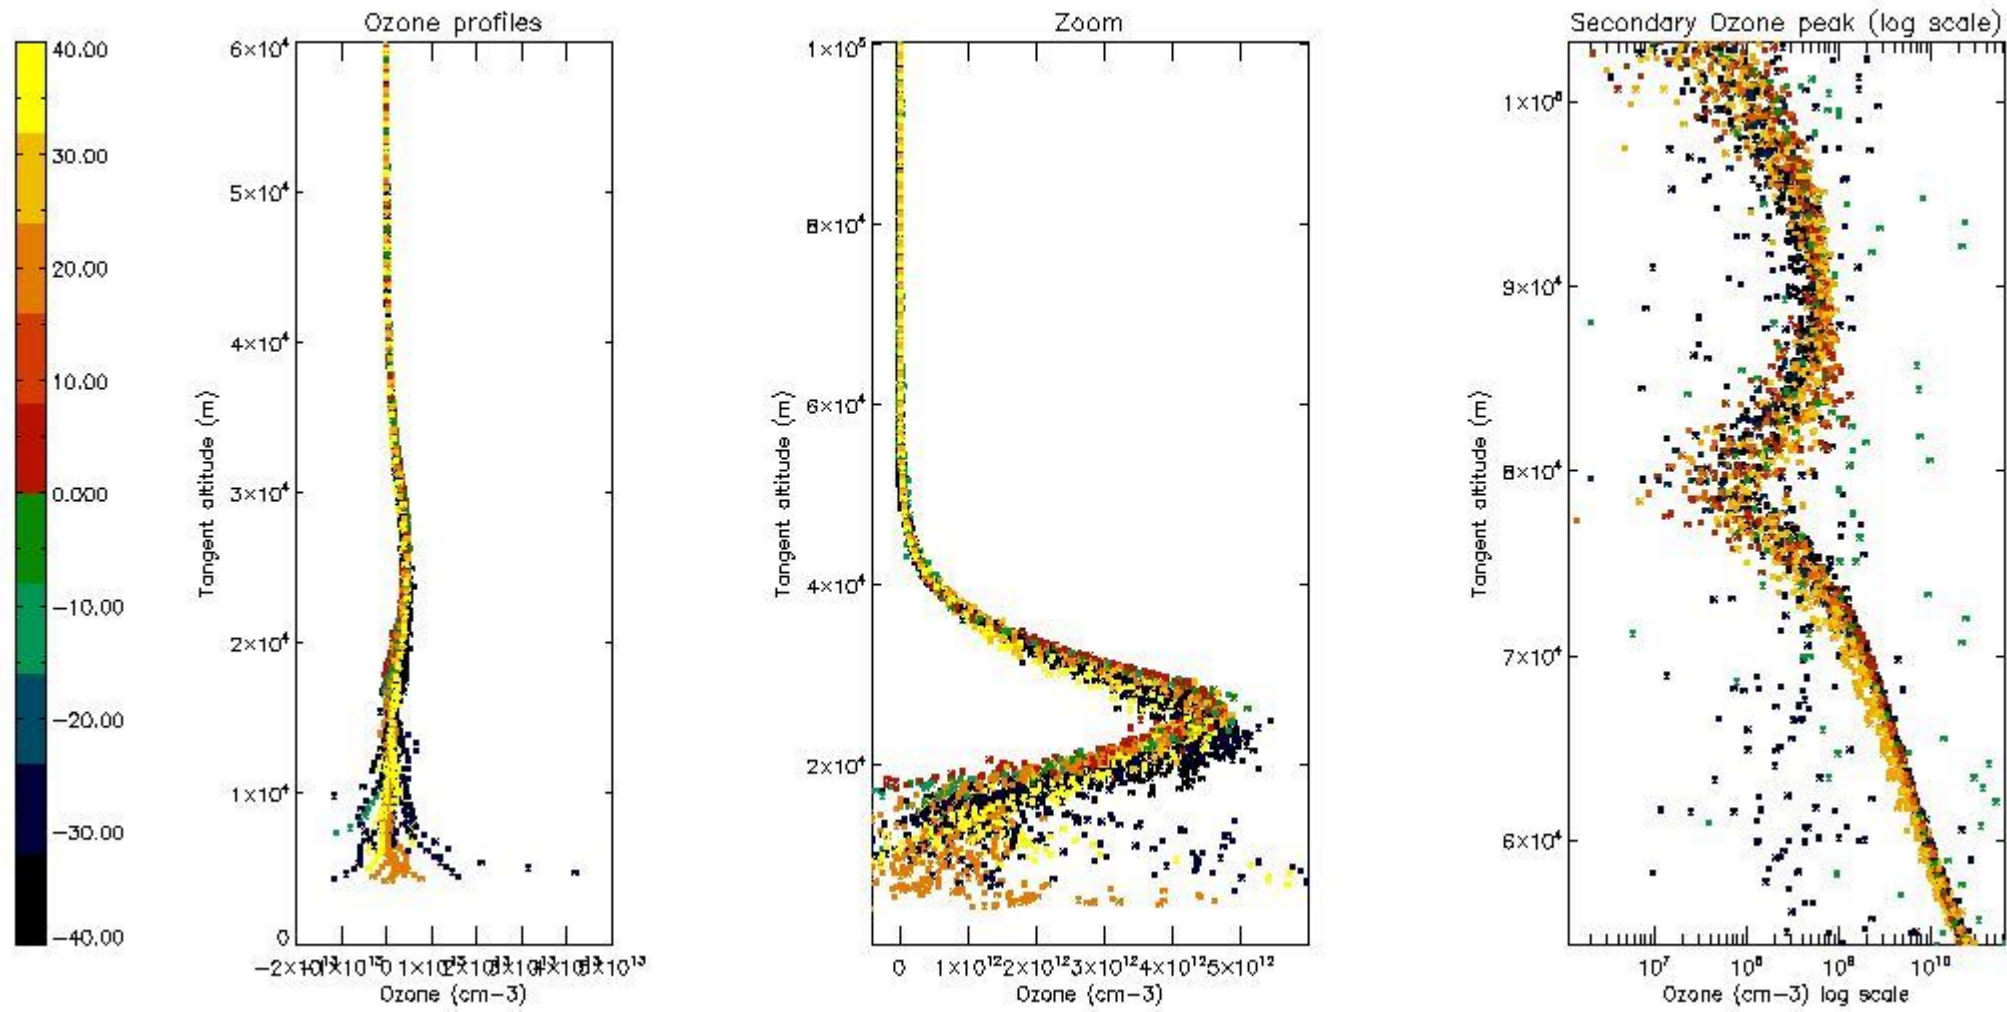 Ozone profiles
Zoom
Secondary Ozone peak (log scale)
40.00
30.00
20.00
10.00
-10.00
-20.00
-30.00
-40.00
6×10⁴
5×10⁴
4×10⁴
3×10⁴
2×10⁴
1×10⁴
0
Tangent altitude (m)
Ozone (cm-3)
1×10⁵
8×10⁴
6×10⁴
4×10⁴
2×10⁴
Tangent altitude (m)
0 1×10¹² 2×10¹² 3×10¹² 4×10¹² 5×10¹²
Ozone (cm-3)
9×10⁴
8×10⁴
7×10⁴
6×10⁴
Tangent altitude (m)
10⁷ 10⁸ 10⁹ 10¹⁰
Ozone (cm-3) log scale